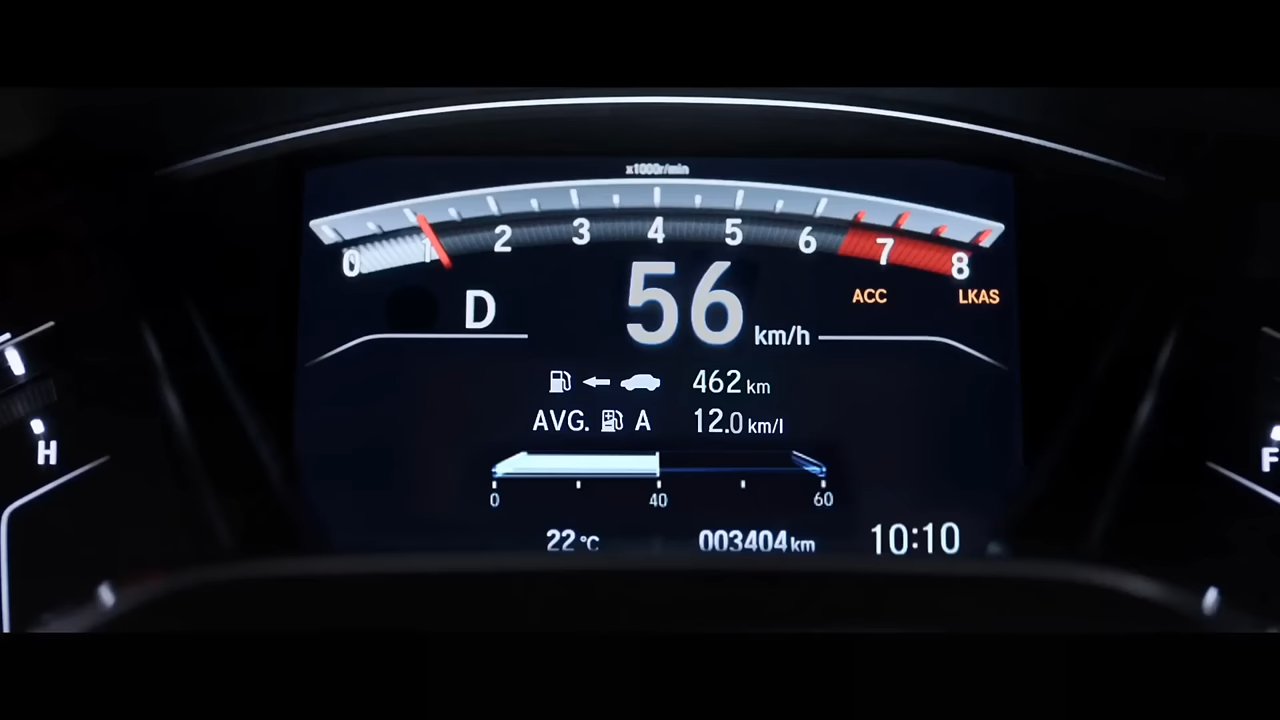 x1000r/min
0 1 2 3 4 5 6 7 8
ACC LKAS
D 56 km/h
462 km
AVG. A 12.0 km/l
H F
0 40 60
22 °C 003404 km 10:10